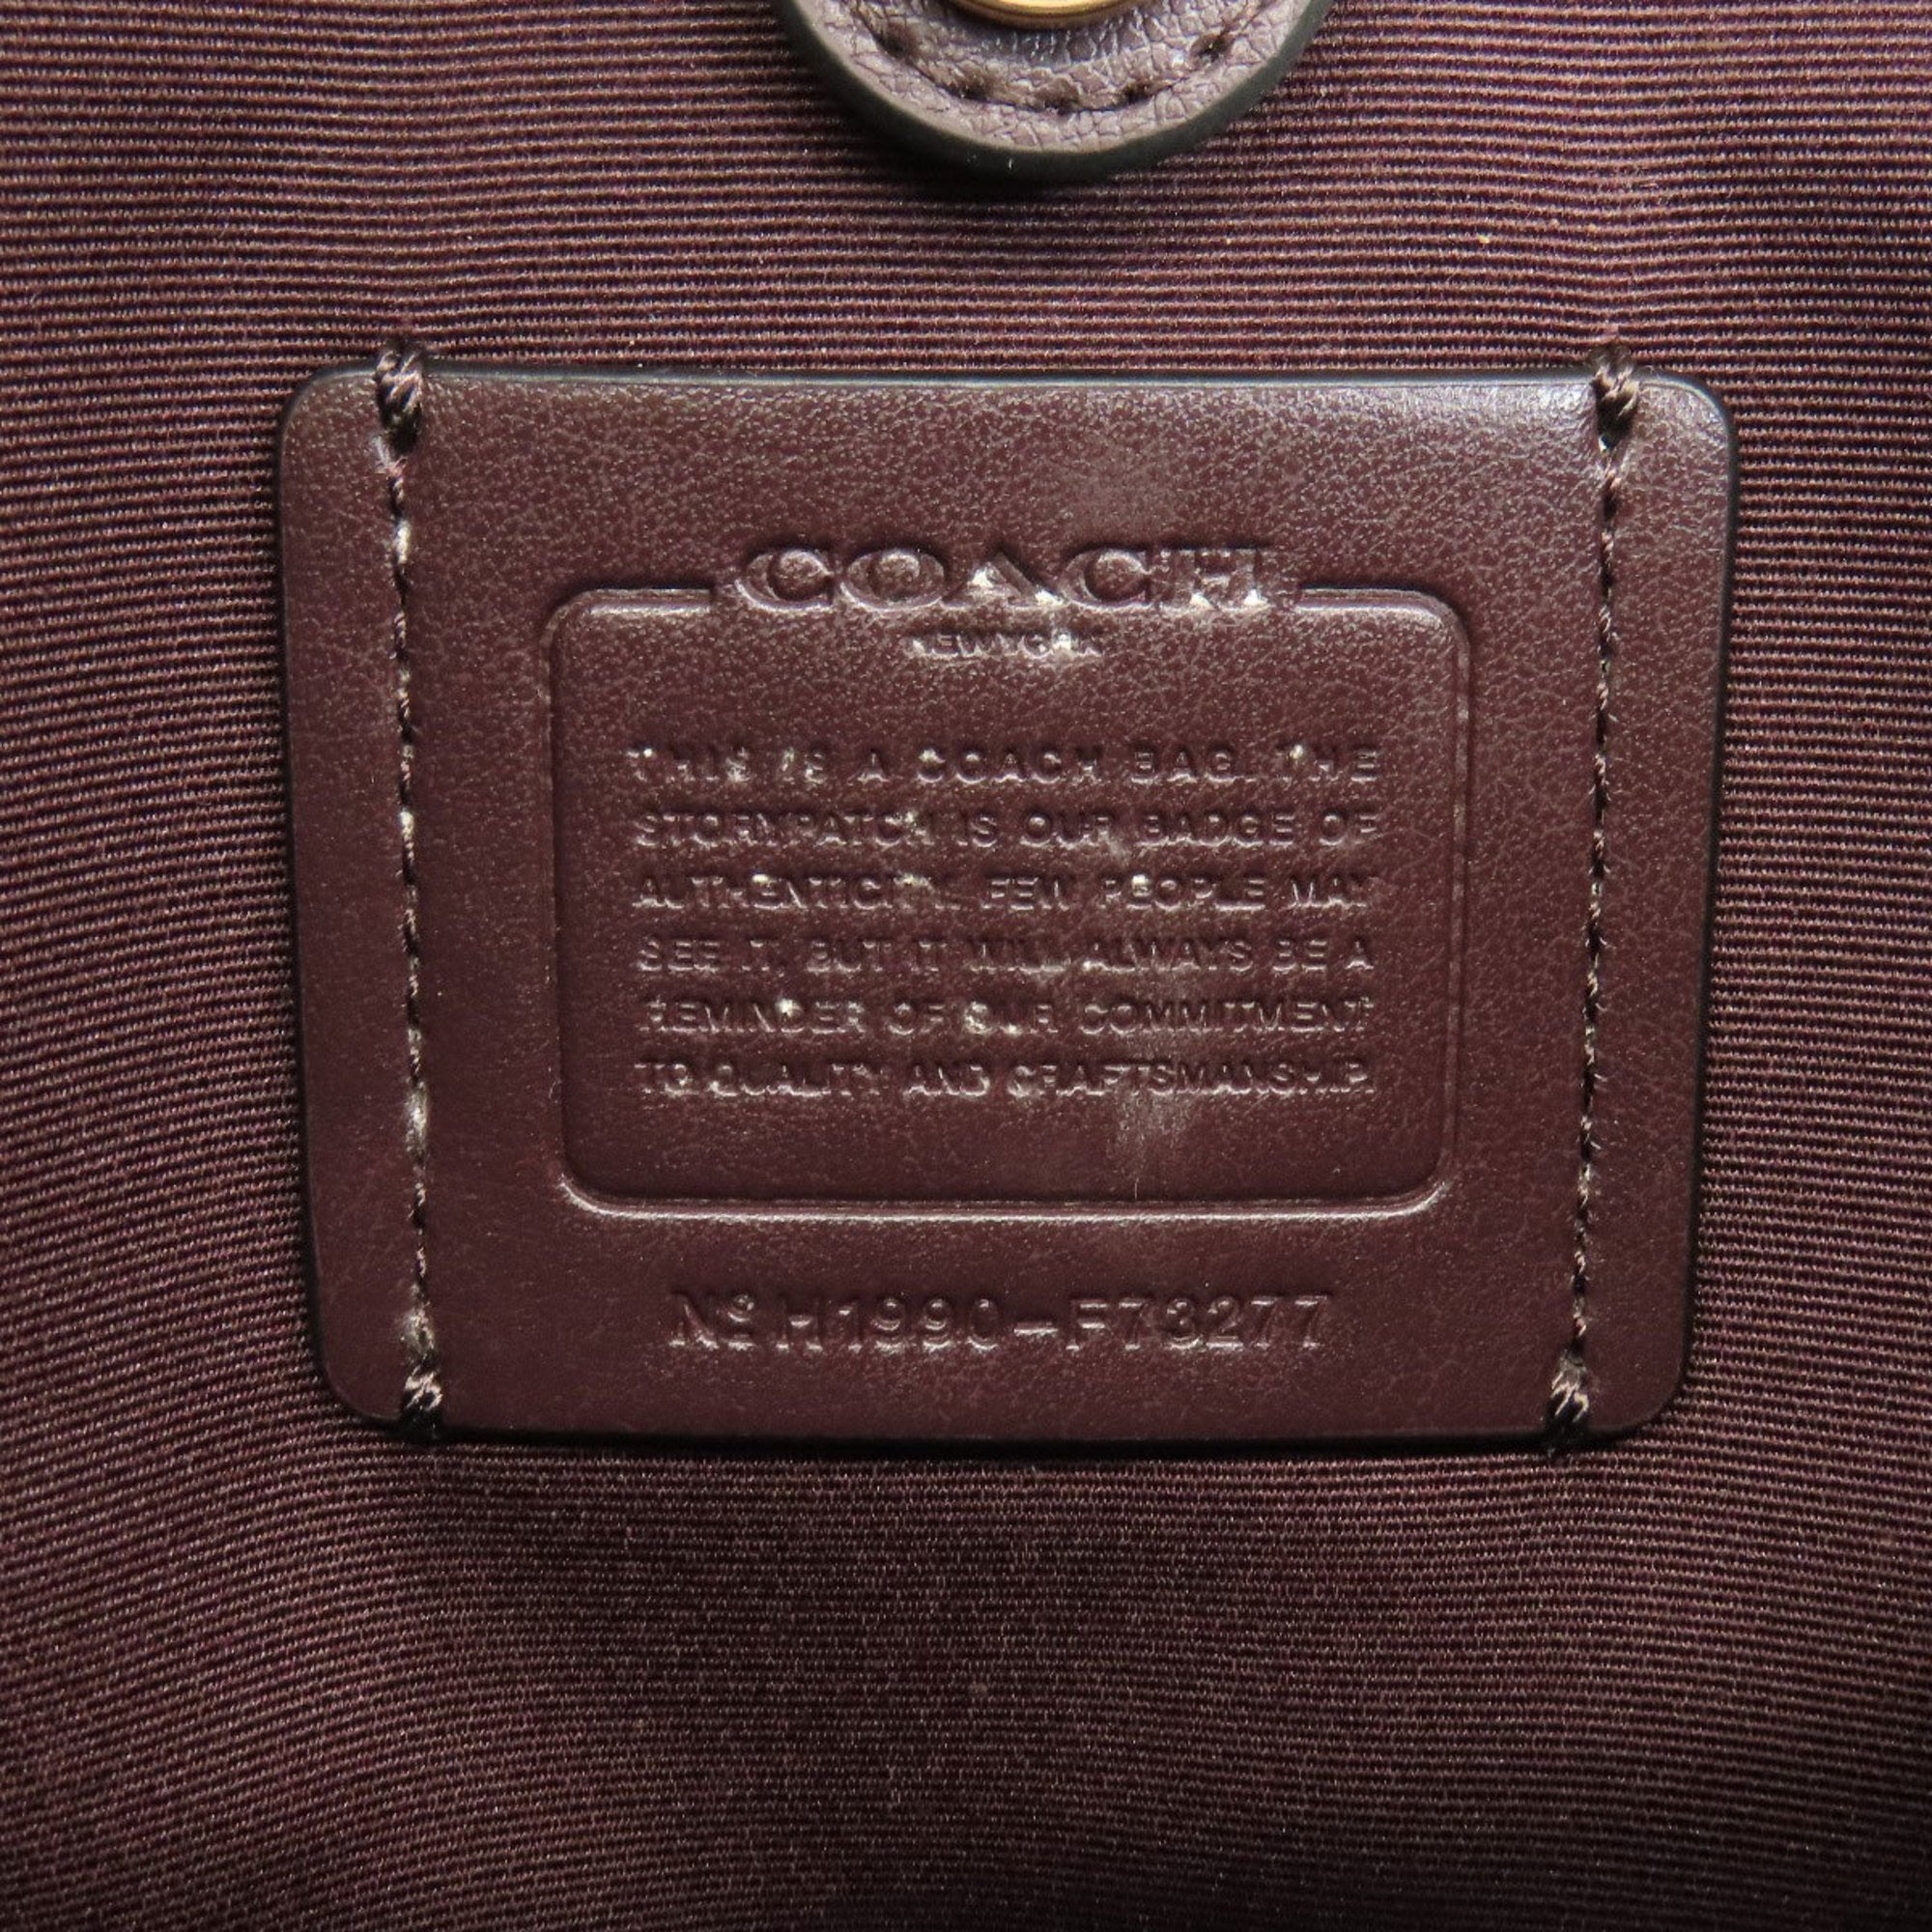 COACH
NEW YORK
THIS IS A COACH BAG. THE
STORYPATCH IS OUR BADGE OF
AUTHENTICITY. FEW PEOPLE MAY
SEE IT, BUT IT WILL ALWAYS BE A
REMINDER OF OUR COMMITMENT
TO QUALITY AND CRAFTSMANSHIP.
Nº H1990-F73277